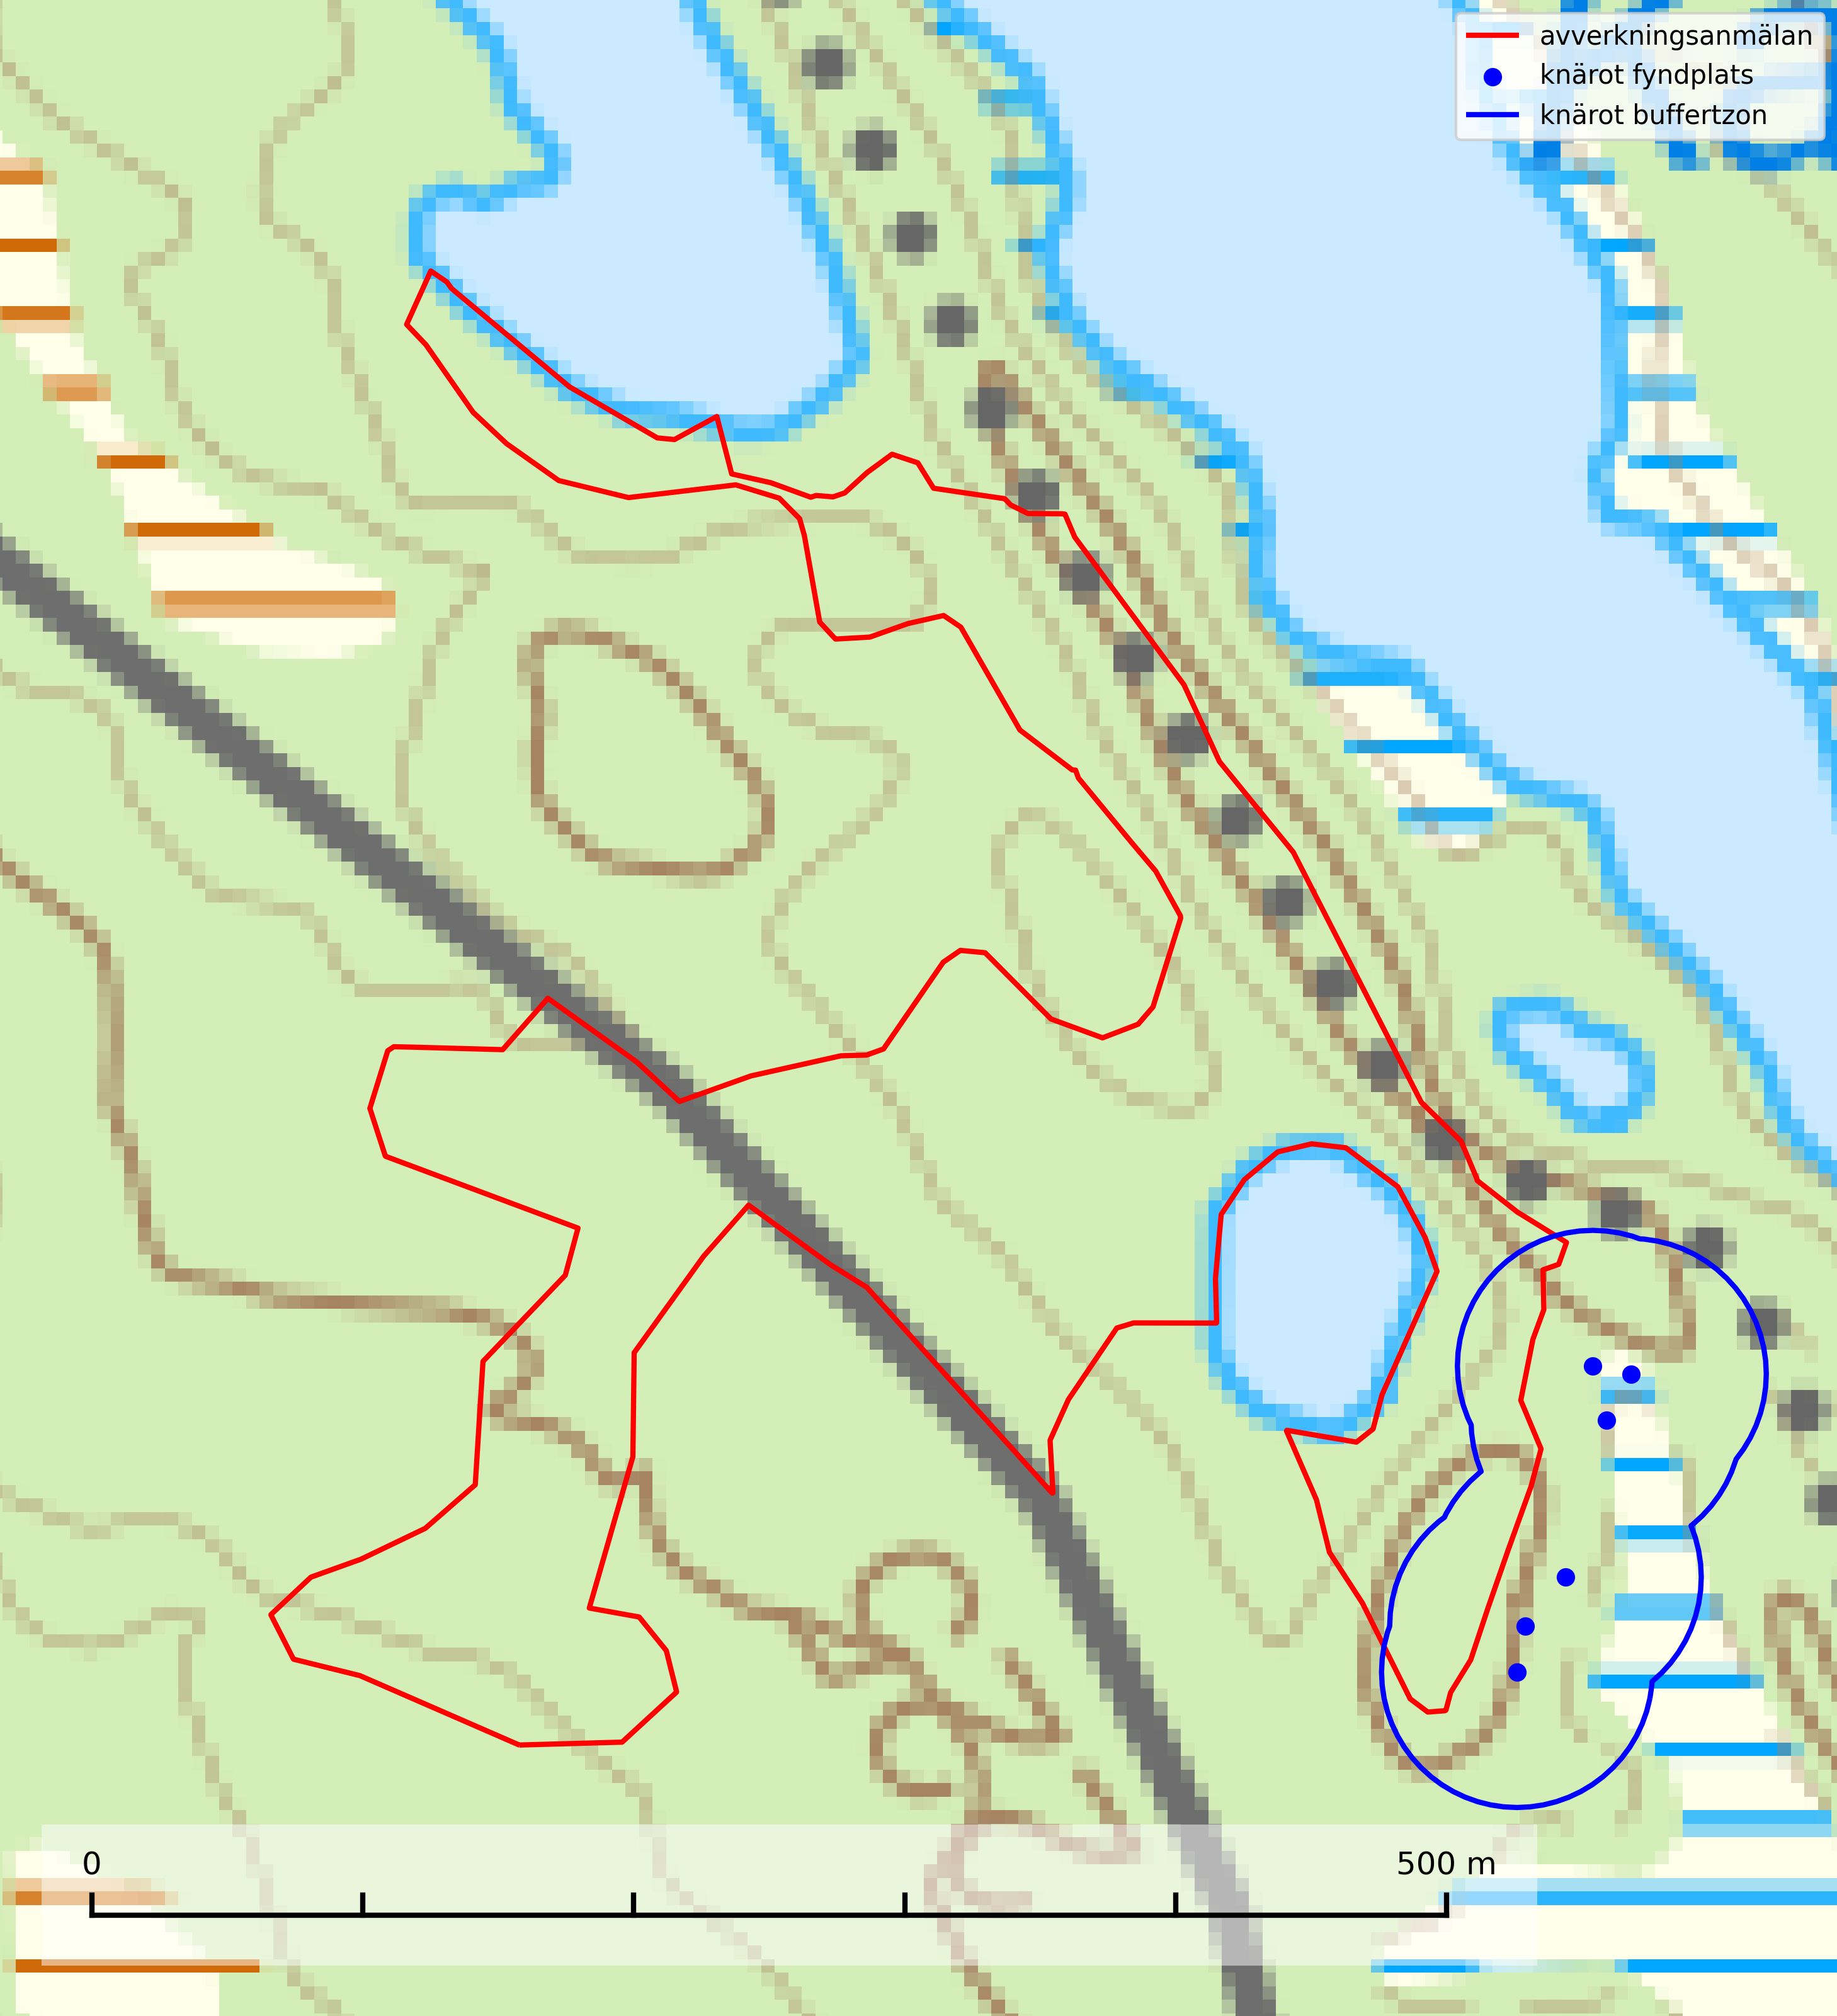 avverkningsanmälan
knärot fyndplats
knärot buffertzon
0
500 m